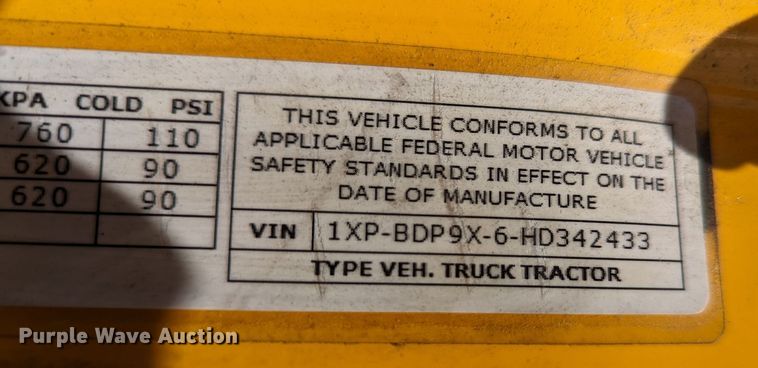 KPA COLD PSI
760 110
620 90
620 90
THIS VEHICLE CONFORMS TO ALL
APPLICABLE FEDERAL MOTOR VEHICLE
SAFETY STANDARDS IN EFFECT ON THE
DATE OF MANUFACTURE
VIN 1XP-BDP9X-6-HD342433
TYPE VEH. TRUCK TRACTOR
Purple Wave Auction